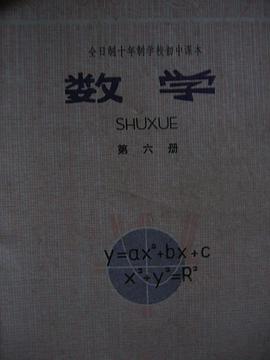 全日制十年制学校初中课本
数学
SHUXUE
第六册
y=ax²+bx+c
x²+y²=R²